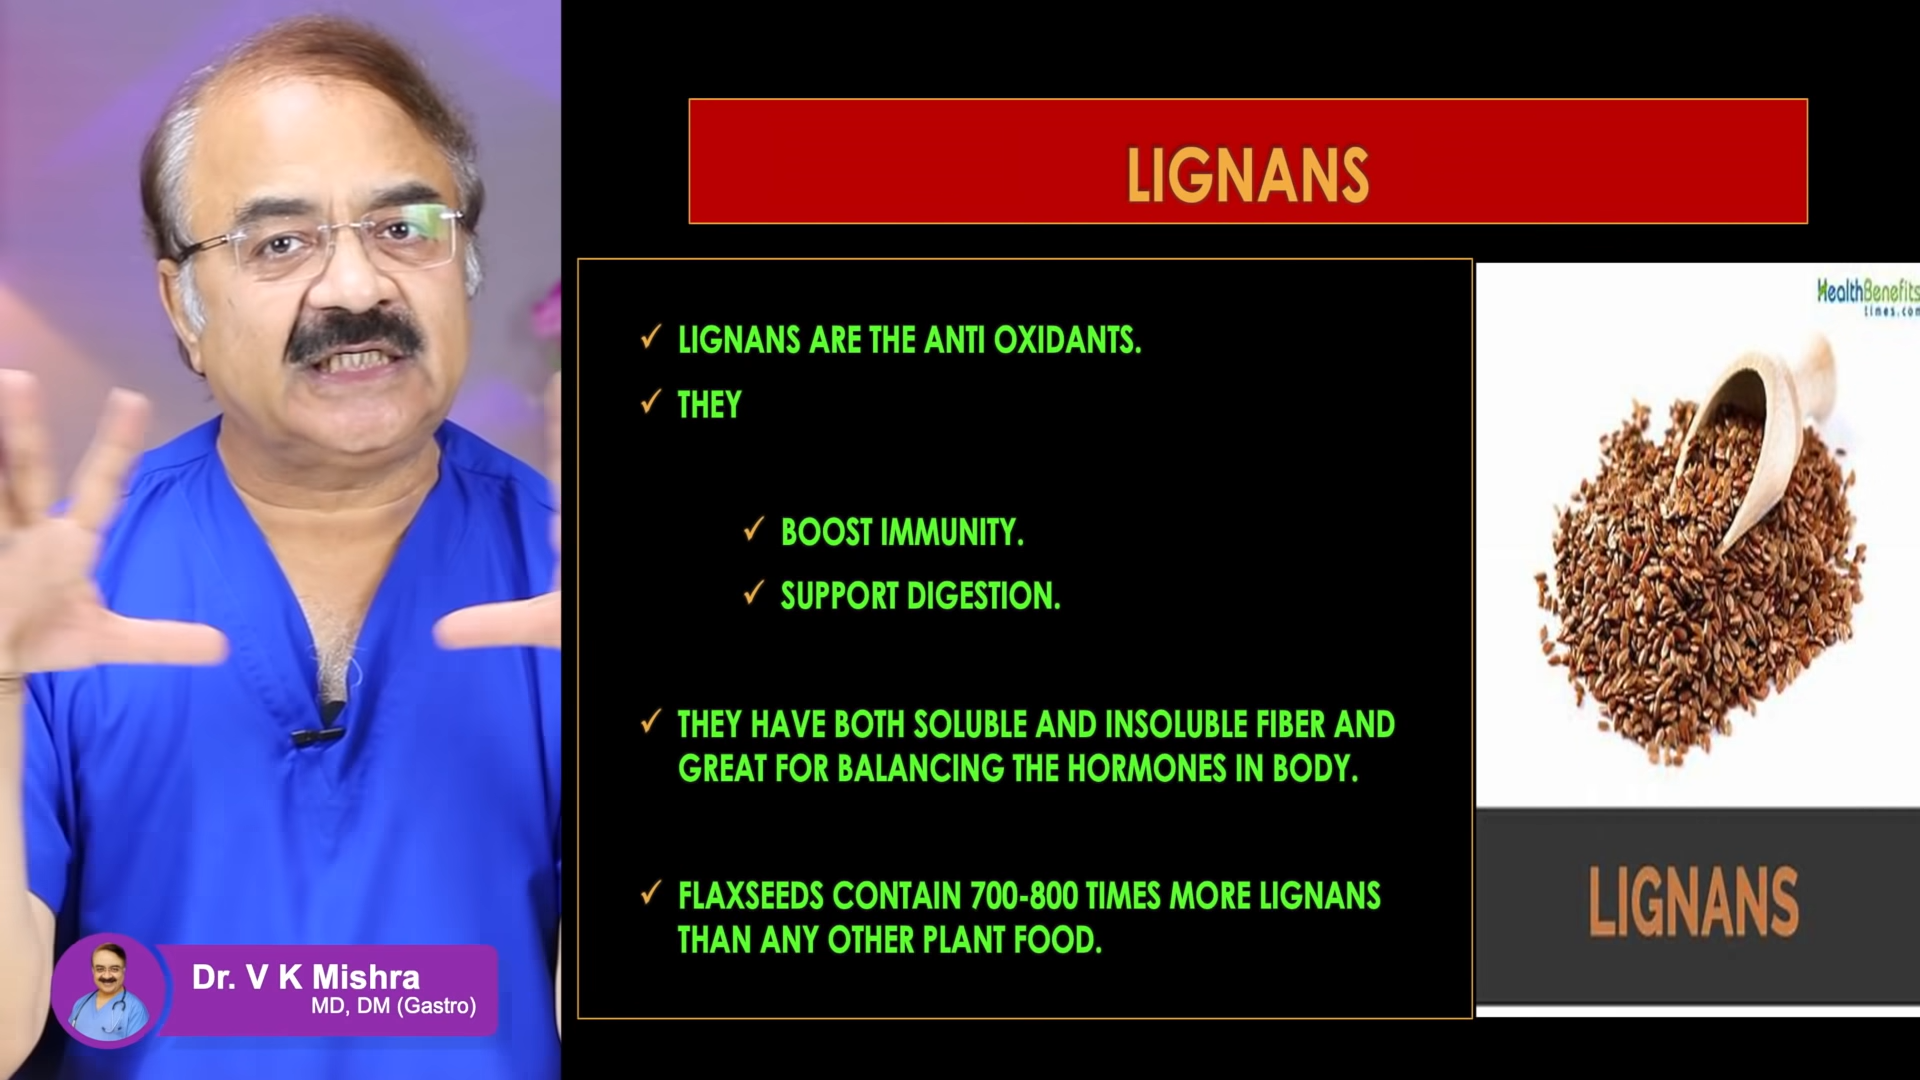 LIGNANS
HealthBenefits
times.com
✓ LIGNANS ARE THE ANTI OXIDANTS.
✓ THEY
✓ BOOST IMMUNITY.
✓ SUPPORT DIGESTION.
✓ THEY HAVE BOTH SOLUBLE AND INSOLUBLE FIBER AND
GREAT FOR BALANCING THE HORMONES IN BODY.
✓ FLAXSEEDS CONTAIN 700-800 TIMES MORE LIGNANS
THAN ANY OTHER PLANT FOOD.
LIGNANS
Dr. V K Mishra
MD, DM (Gastro)